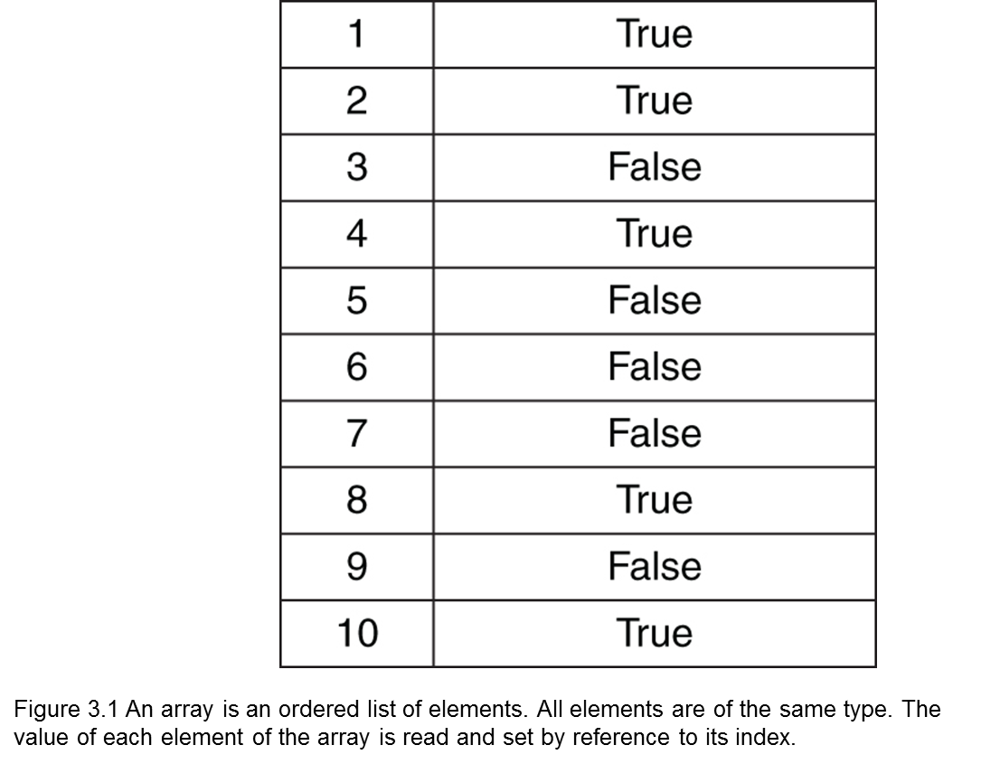 1 True
2 True
3 False
4 True
5 False
6 False
7 False
8 True
9 False
10 True
Figure 3.1 An array is an ordered list of elements. All elements are of the same type. The
value of each element of the array is read and set by reference to its index.